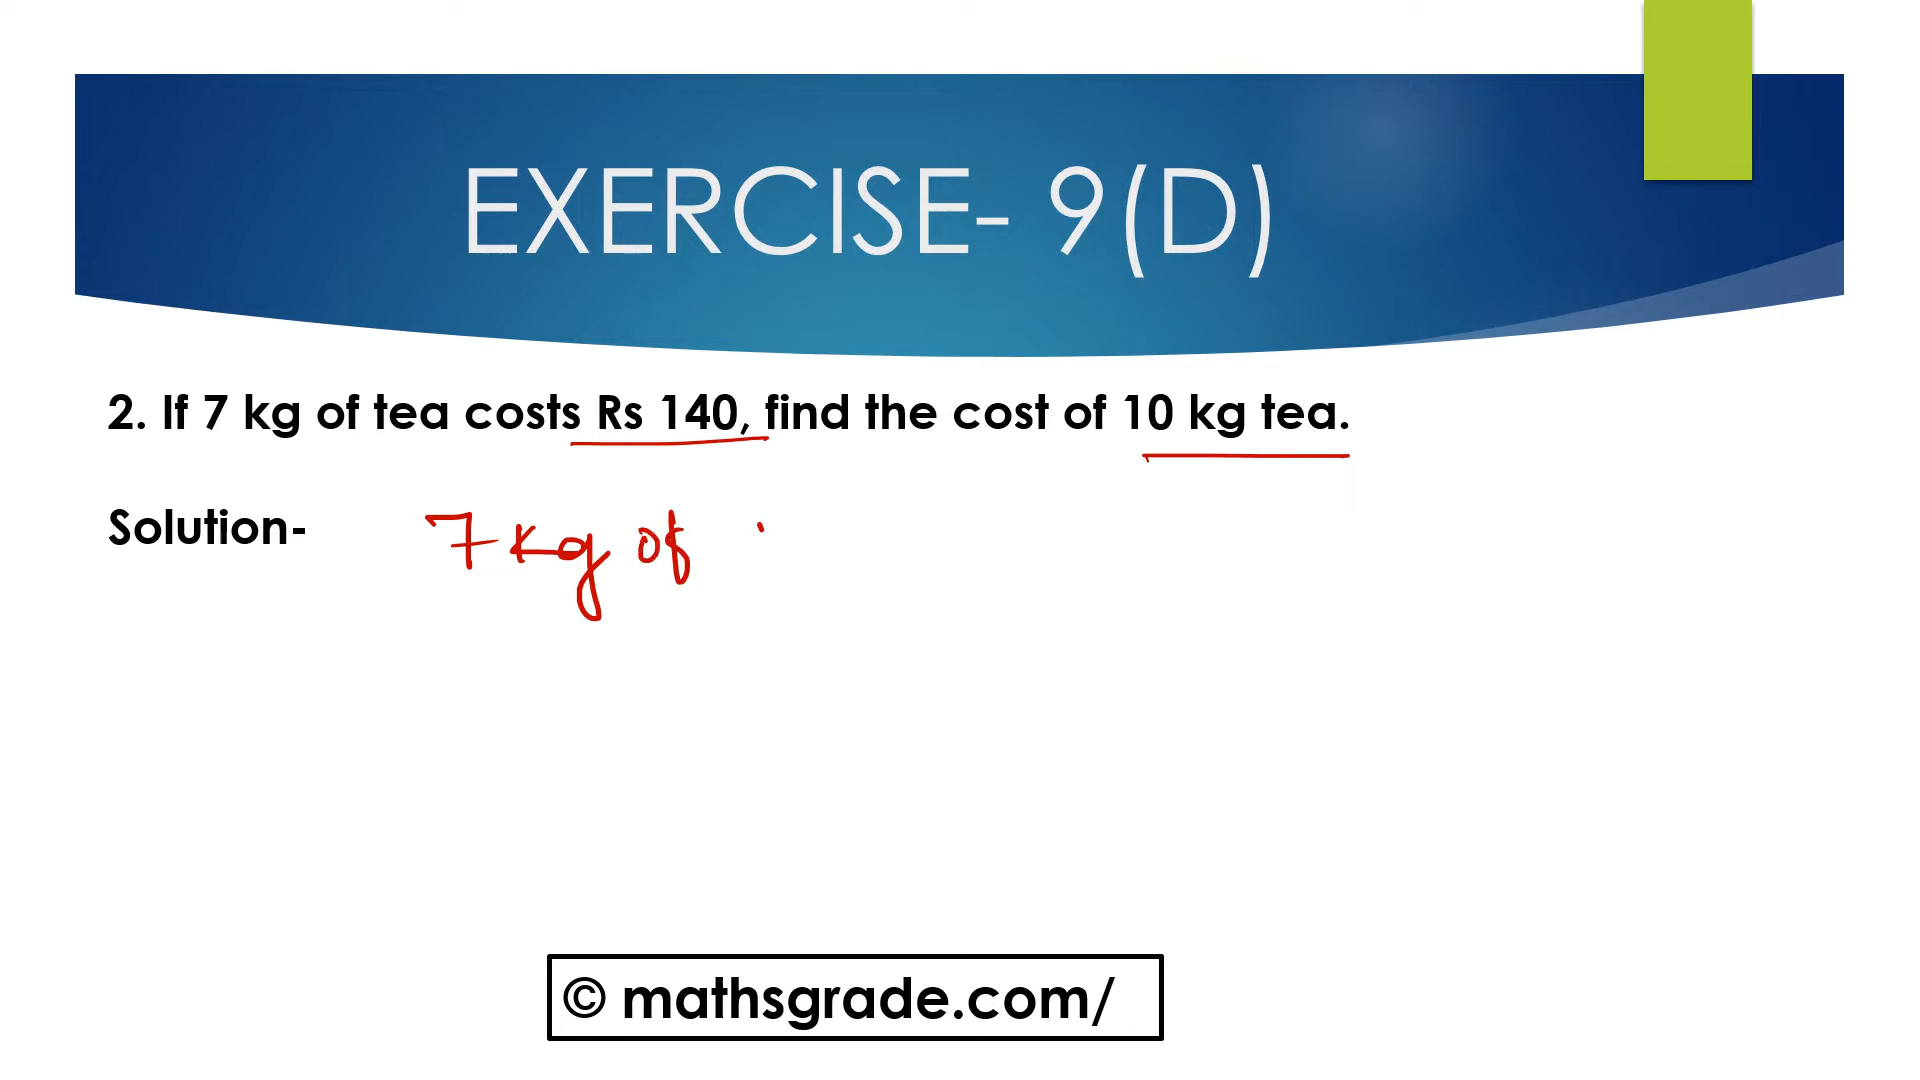 EXERCISE- 9(D)
2. If 7 kg of tea costs Rs 140, find the cost of 10 kg tea.
Solution- 7 kg of
© mathsgrade.com/